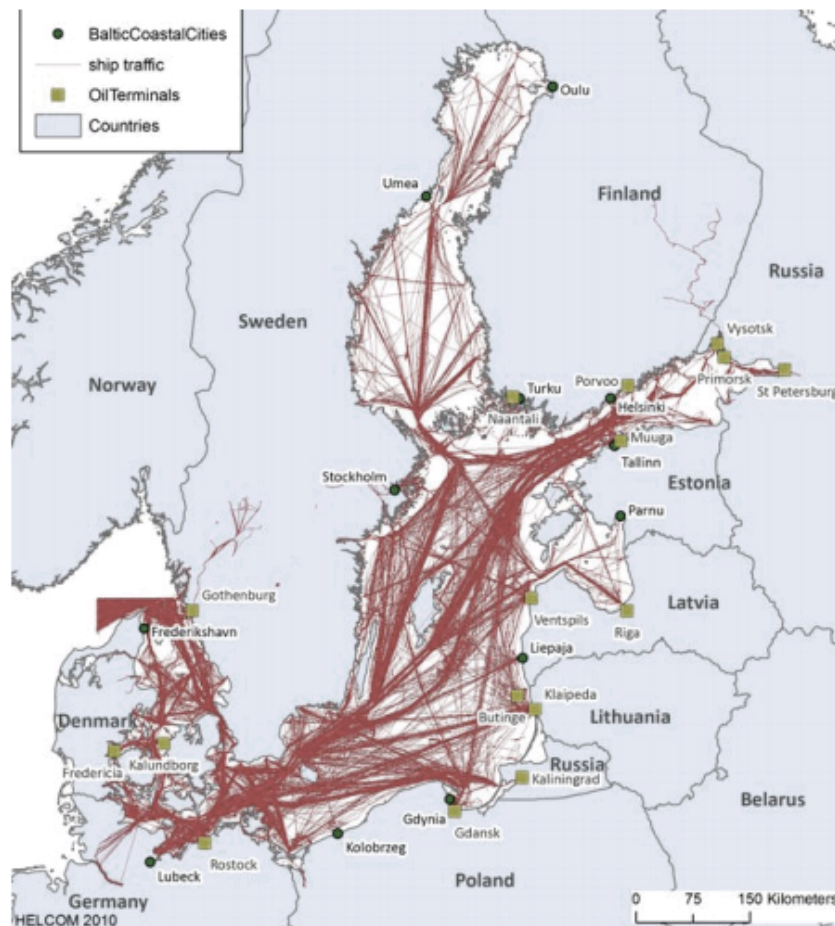 BalticCoastalCities
ship traffic
OilTerminals
Countries
Oulu
Umea
Finland
Russia
Sweden
Norway
Vysotsk
Turku
Porvoo
Primorsk
St Petersburg
Naantali
Helsinki
Muuga
Tallinn
Stockholm
Estonia
Parnu
Gothenburg
Ventspils
Latvia
Riga
Frederikshavn
Liepaja
Klaipeda
Butinge
Lithuania
Denmark
Kalundborg
Fredericia
Russia
Kaliningrad
Belarus
Gdynia
Gdansk
Kolobrzeg
Rostock
Lubeck
Poland
Germany
HELCOM 2010
0 75 150 Kilometers